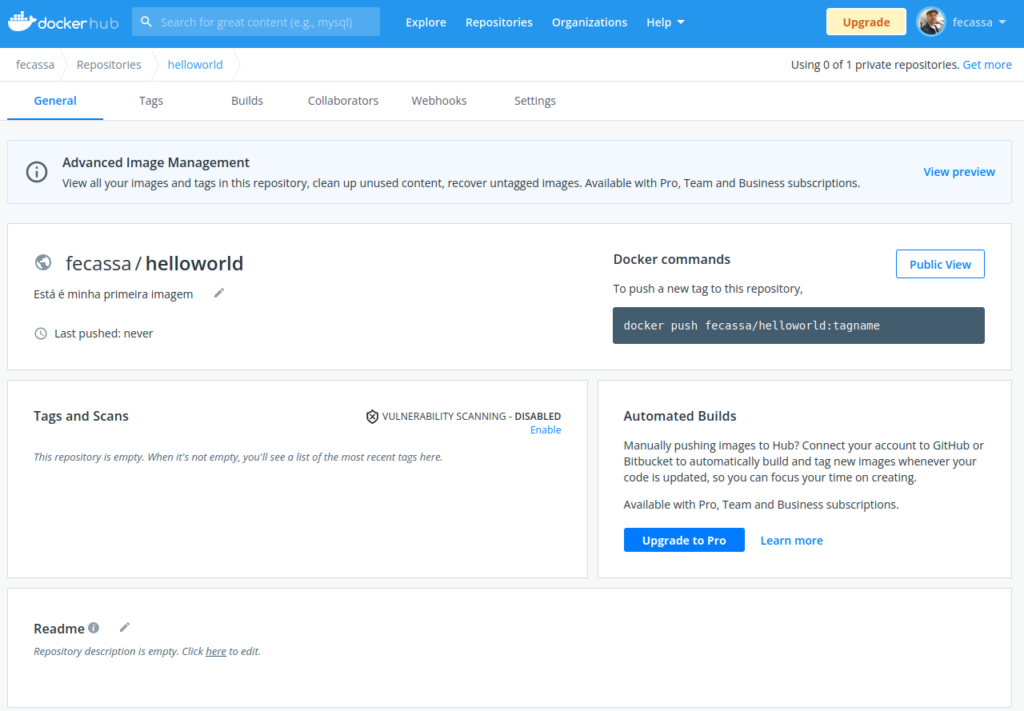 docker hub
Search for great content (e.g., mysql)
Explore
Repositories
Organizations
Help
Upgrade
fecassa
fecassa
Repositories
helloworld
Using 0 of 1 private repositories. Get more
General
Tags
Builds
Collaborators
Webhooks
Settings
Advanced Image Management
View all your images and tags in this repository, clean up unused content, recover untagged images. Available with Pro, Team and Business subscriptions.
View preview
fecassa / helloworld
Está é minha primeira imagem
Last pushed: never
Docker commands
Public View
To push a new tag to this repository,
docker push fecassa/helloworld:tagname
Tags and Scans
VULNERABILITY SCANNING - DISABLED
Enable
This repository is empty. When it's not empty, you'll see a list of the most recent tags here.
Automated Builds
Manually pushing images to Hub? Connect your account to GitHub or
Bitbucket to automatically build and tag new images whenever your
code is updated, so you can focus your time on creating.
Available with Pro, Team and Business subscriptions.
Upgrade to Pro
Learn more
Readme
Repository description is empty. Click here to edit.